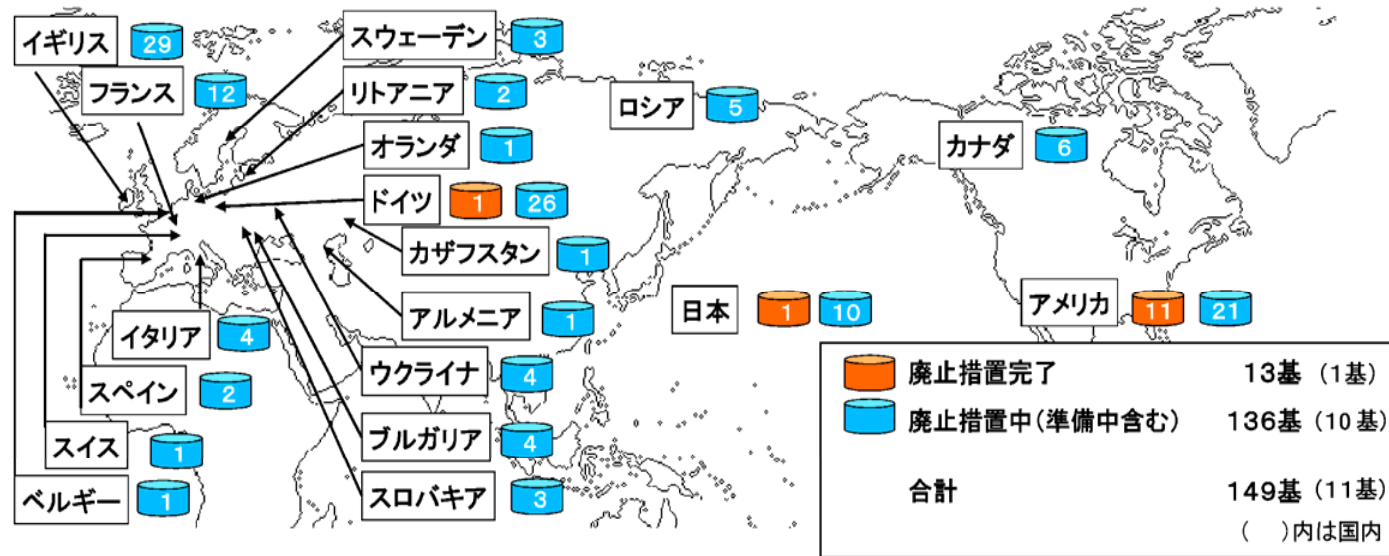 イギリス 29
スウェーデン 3
フランス 12
リトアニア 2
ロシア 5
オランダ 1
カナダ 6
ドイツ 1 26
カザフスタン 1
アルメニア 1
日本 1 10
アメリカ 11 21
イタリア 4
ウクライナ 4
スペイン 2
ブルガリア 4
スイス 1
スロバキア 3
ベルギー 1
廃止措置完了 13基 (1基)
廃止措置中(準備中含む) 136基 (10基)
合計 149基 (11基)
( )内は国内